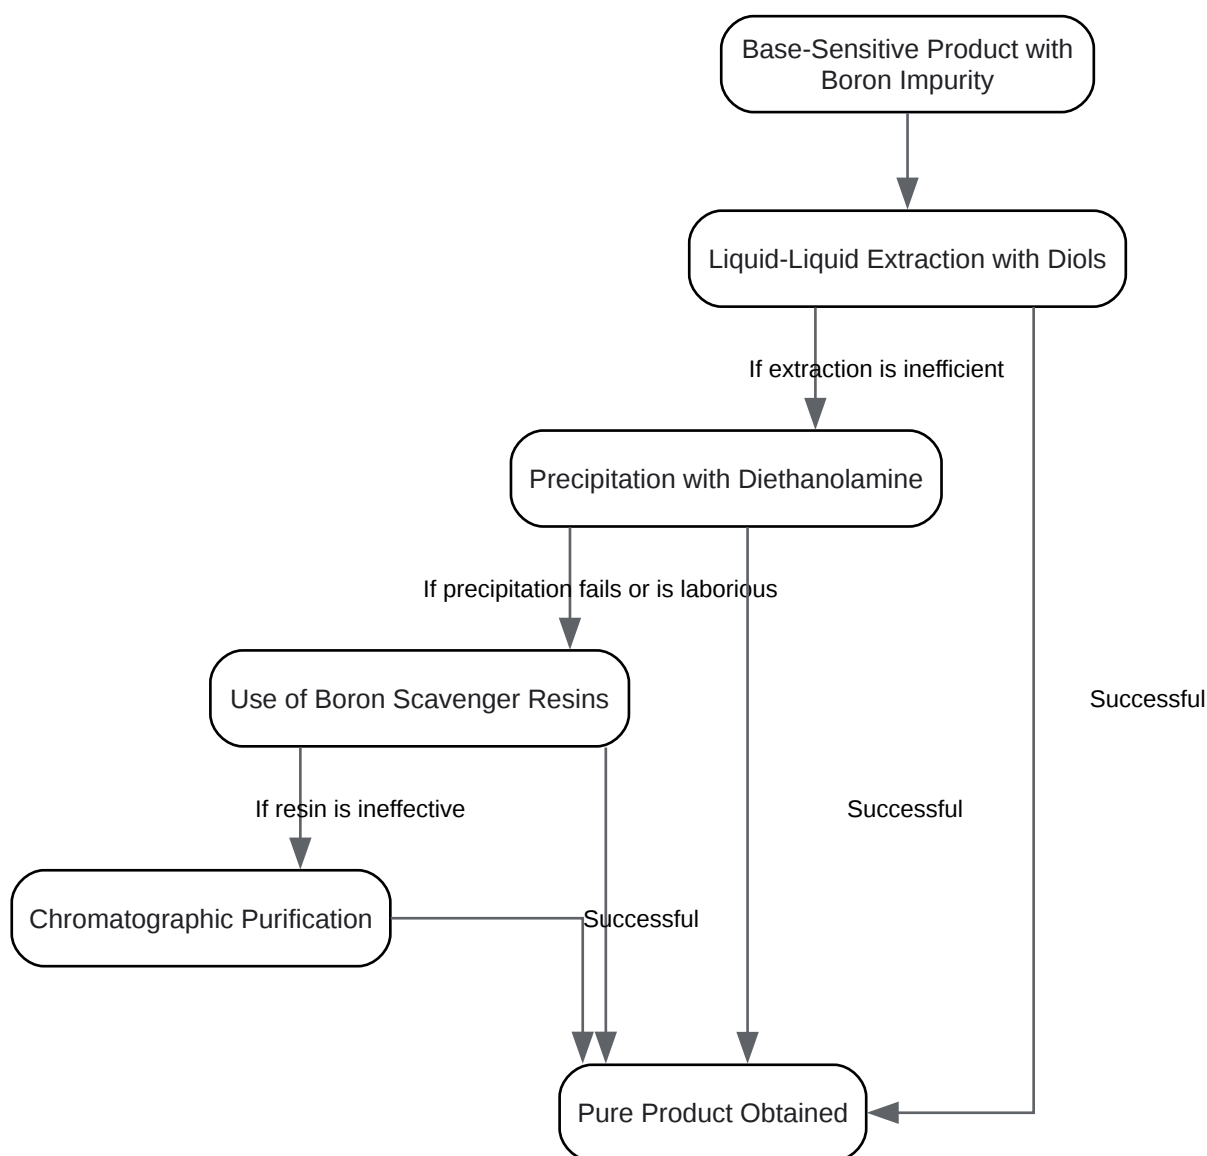 Base-Sensitive Product with
Boron Impurity
Liquid-Liquid Extraction with Diols
If extraction is inefficient
Precipitation with Diethanolamine
If precipitation fails or is laborious
Use of Boron Scavenger Resins
Successful
If resin is ineffective
Successful
Chromatographic Purification
Successful
Pure Product Obtained